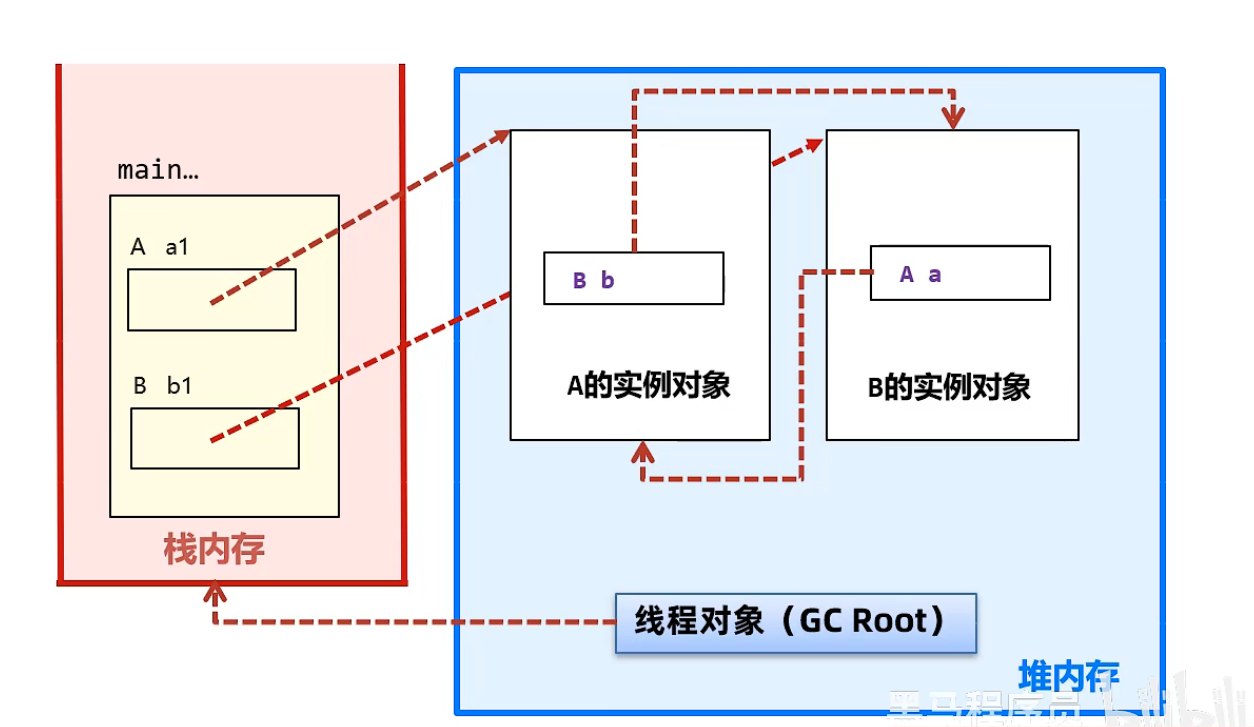 main…
A a1
B b1
栈内存
B b
A的实例对象
A a
B的实例对象
线程对象（GC Root）
堆内存
黑马程序员
bilibili